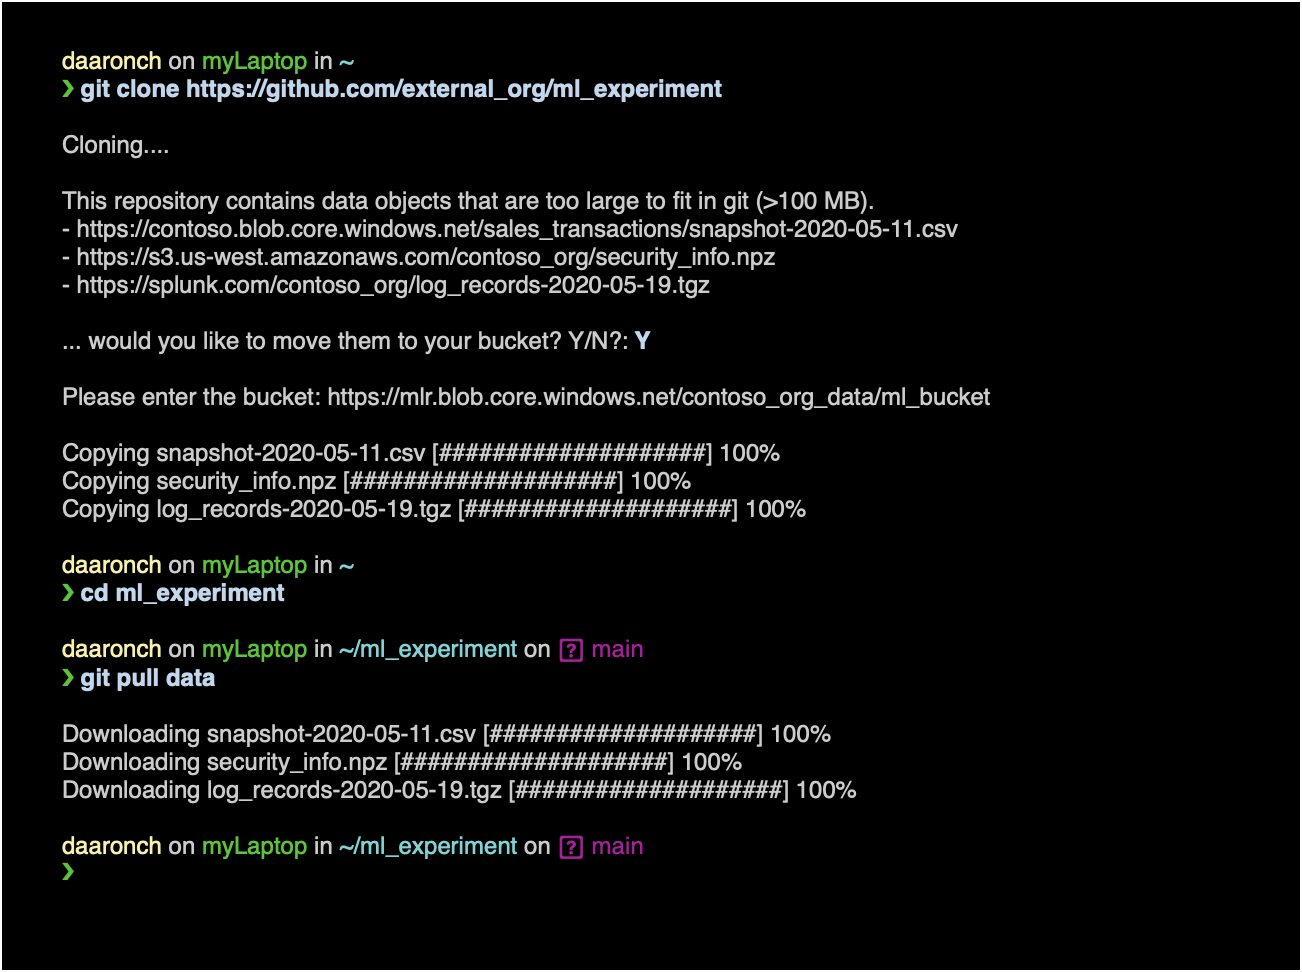 daaronch on myLaptop in ~
❯ git clone https://github.com/external_org/ml_experiment
Cloning....
This repository contains data objects that are too large to fit in git (>100 MB).
- https://contoso.blob.core.windows.net/sales_transactions/snapshot-2020-05-11.csv
- https://s3.us-west.amazonaws.com/contoso_org/security_info.npz
- https://splunk.com/contoso_org/log_records-2020-05-19.tgz
... would you like to move them to your bucket? Y/N?: Y
Please enter the bucket: https://mlr.blob.core.windows.net/contoso_org_data/ml_bucket
Copying snapshot-2020-05-11.csv [####################] 100%
Copying security_info.npz [####################] 100%
Copying log_records-2020-05-19.tgz [####################] 100%
daaronch on myLaptop in ~
❯ cd ml_experiment
daaronch on myLaptop in ~/ml_experiment on [?] main
❯ git pull data
Downloading snapshot-2020-05-11.csv [####################] 100%
Downloading security_info.npz [####################] 100%
Downloading log_records-2020-05-19.tgz [####################] 100%
daaronch on myLaptop in ~/ml_experiment on [?] main
❯